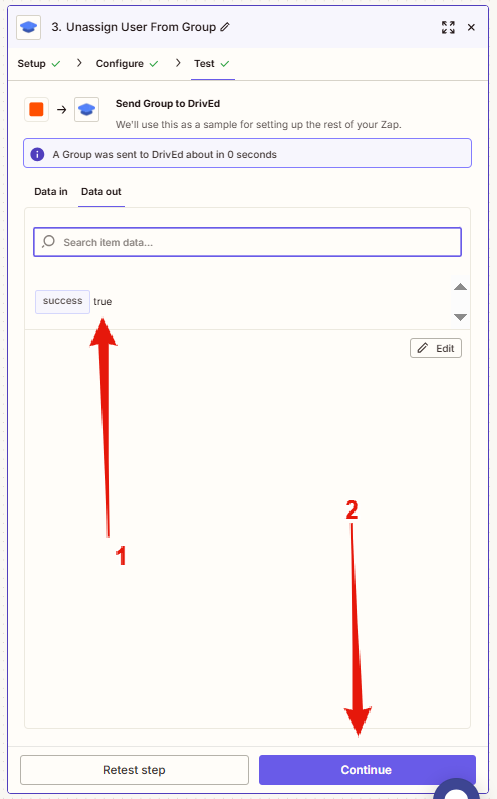 3. Unassign User From Group
Setup
Configure
Test
Send Group to DrivEd
We'll use this as a sample for setting up the rest of your Zap.
A Group was sent to DrivEd about in 0 seconds
Data in
Data out
Search item data...
success true
Edit
2
1
Retest step
Continue